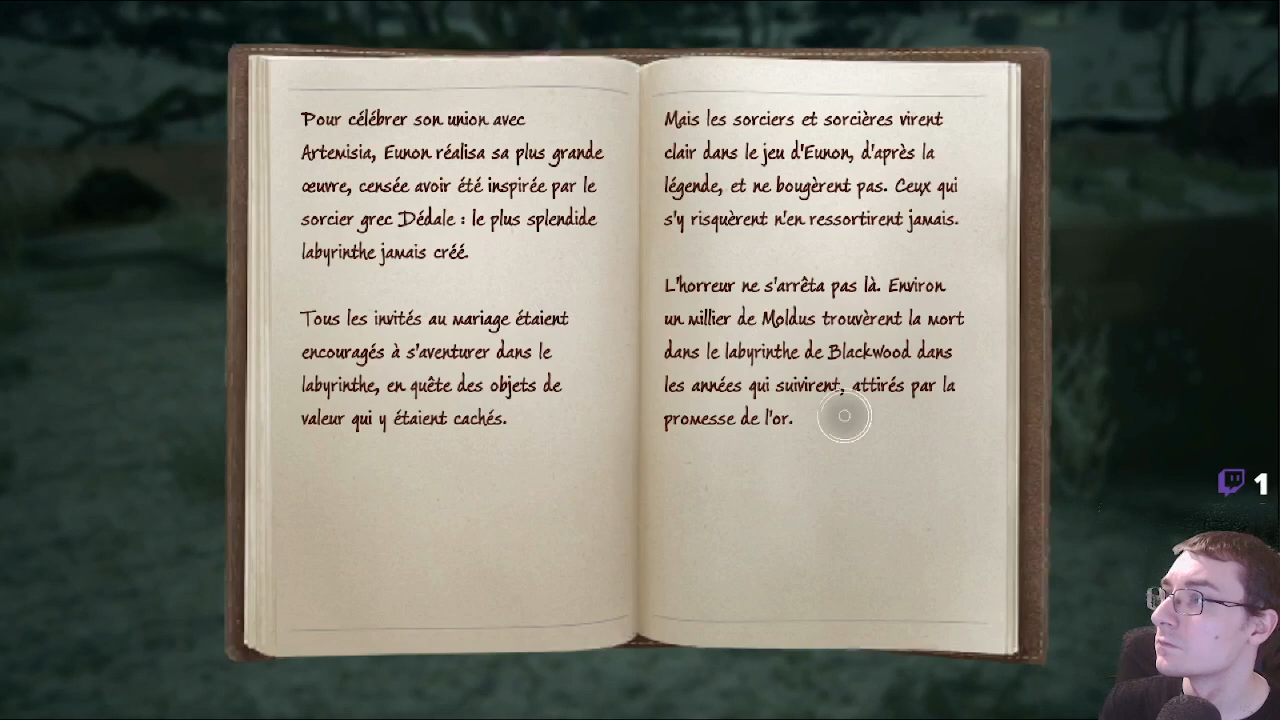 Pour célébrer son union avec
Artemisia, Eunon réalisa sa plus grande
œuvre, censée avoir été inspirée par le
sorcier grec Dédale : le plus splendide
labyrinthe jamais créé.
Tous les invités au mariage étaient
encouragés à s'aventurer dans le
labyrinthe, en quête des objets de
valeur qui y étaient cachés.
Mais les sorciers et sorcières virent
clair dans le jeu d'Eunon, d'après la
légende, et ne bougèrent pas. Ceux qui
s'y risquèrent n'en ressortirent jamais.
L'horreur ne s'arrêta pas là. Environ
un millier de Moldus trouvèrent la mort
dans le labyrinthe de Blackwood dans
les années qui suivirent, attirés par la
promesse de l'or.
1